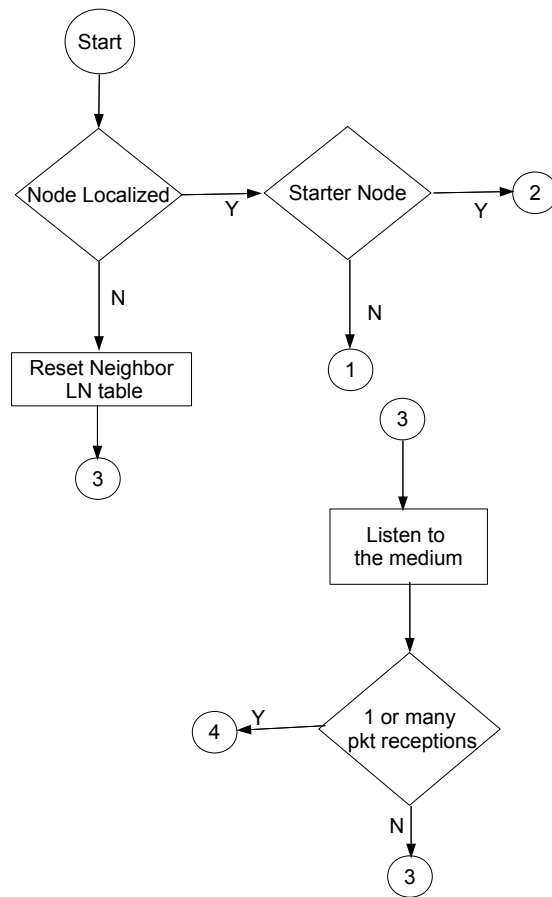 Start
Node Localized
Y
Starter Node
Y
2
N
N
1
Reset Neighbor
LN table
3
3
Listen to
the medium
1 or many
pkt receptions
Y
4
N
3